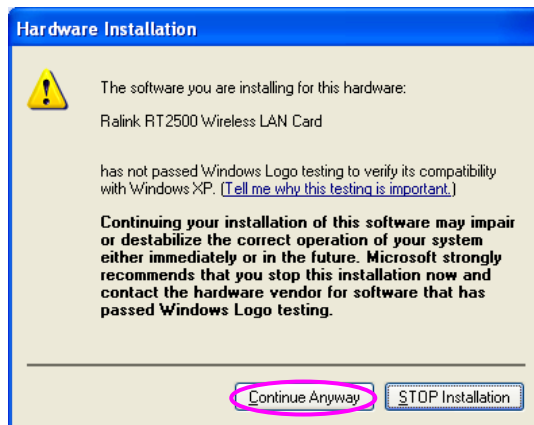 Hardware Installation
The software you are installing for this hardware:
Ralink RT2500 Wireless LAN Card
has not passed Windows Logo testing to verify its compatibility
with Windows XP. (Tell me why this testing is important.)
Continuing your installation of this software may impair
or destabilize the correct operation of your system
either immediately or in the future. Microsoft strongly
recommends that you stop this installation now and
contact the hardware vendor for software that has
passed Windows Logo testing.
Continue Anyway STOP Installation